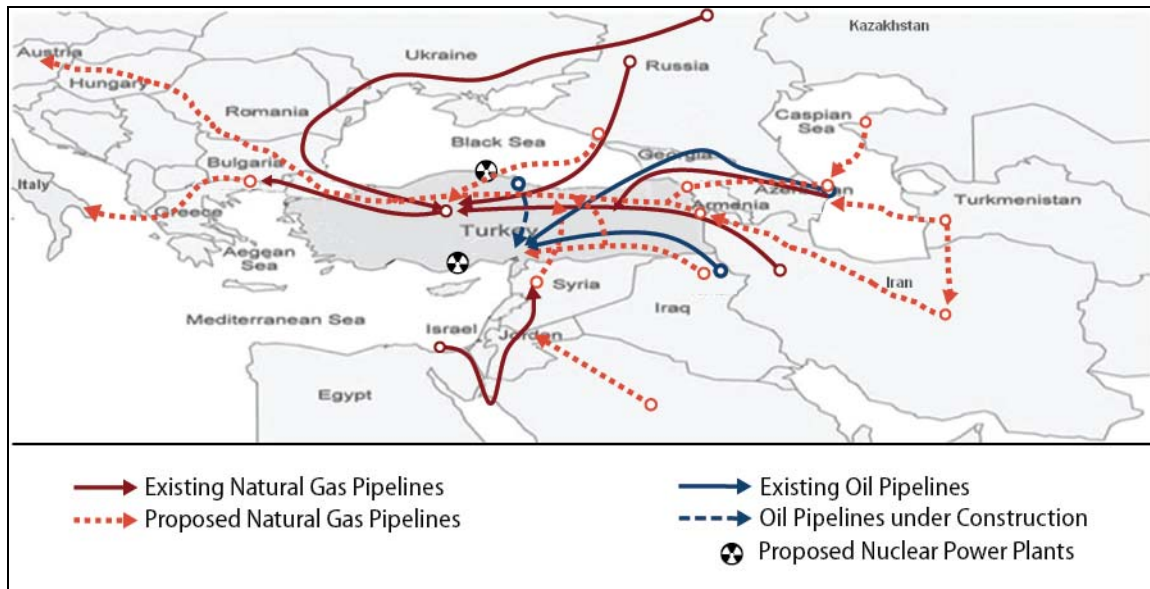 Kazakhstan
Austria
Ukraine
Russia
Hungary
Romania
Caspian
Sea
Black Sea
Georgia
Bulgaria
Italy
Azerbaijan
Armenia
Turkmenistan
Greece
Turkey
Aegean
Sea
Syria
Iran
Iraq
Mediterranean Sea
Israel
Jordan
Egypt
Existing Natural Gas Pipelines
Proposed Natural Gas Pipelines
Existing Oil Pipelines
Oil Pipelines under Construction
Proposed Nuclear Power Plants